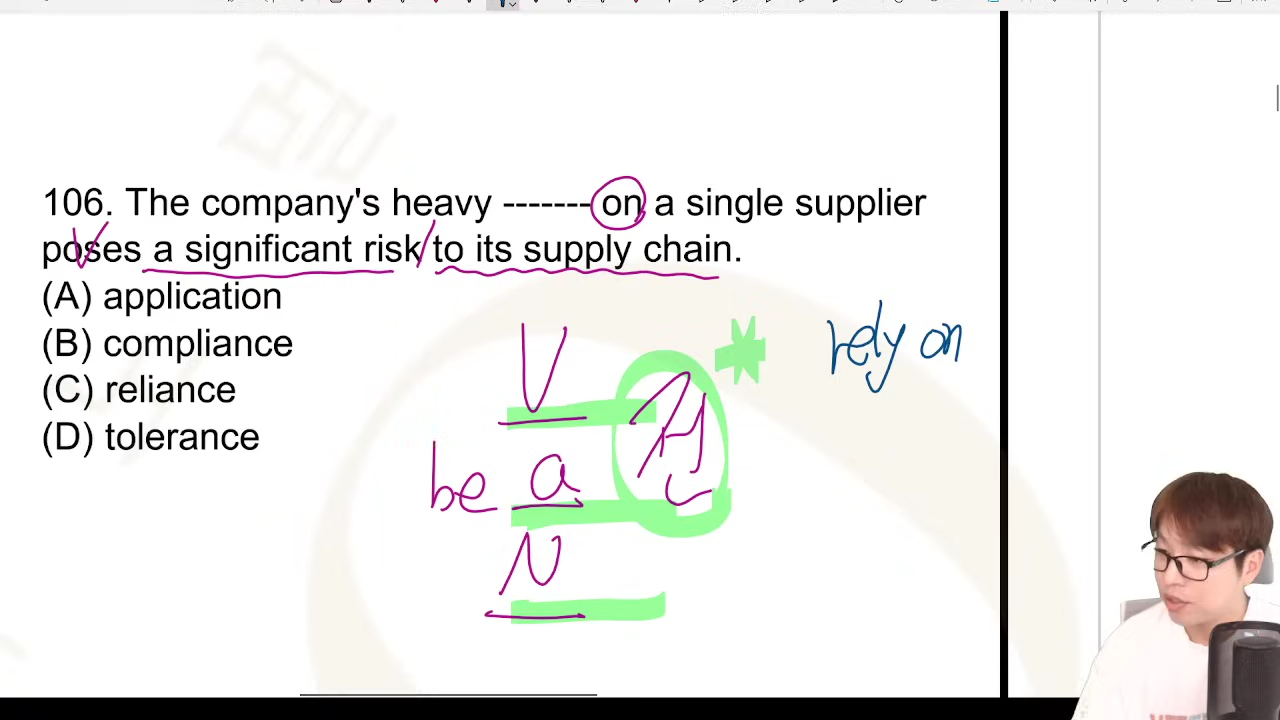 106. The company's heavy ------- on a single supplier
poses a significant risk to its supply chain.
(A) application
(B) compliance
(C) reliance
(D) tolerance
V
be a
N
전
rely on